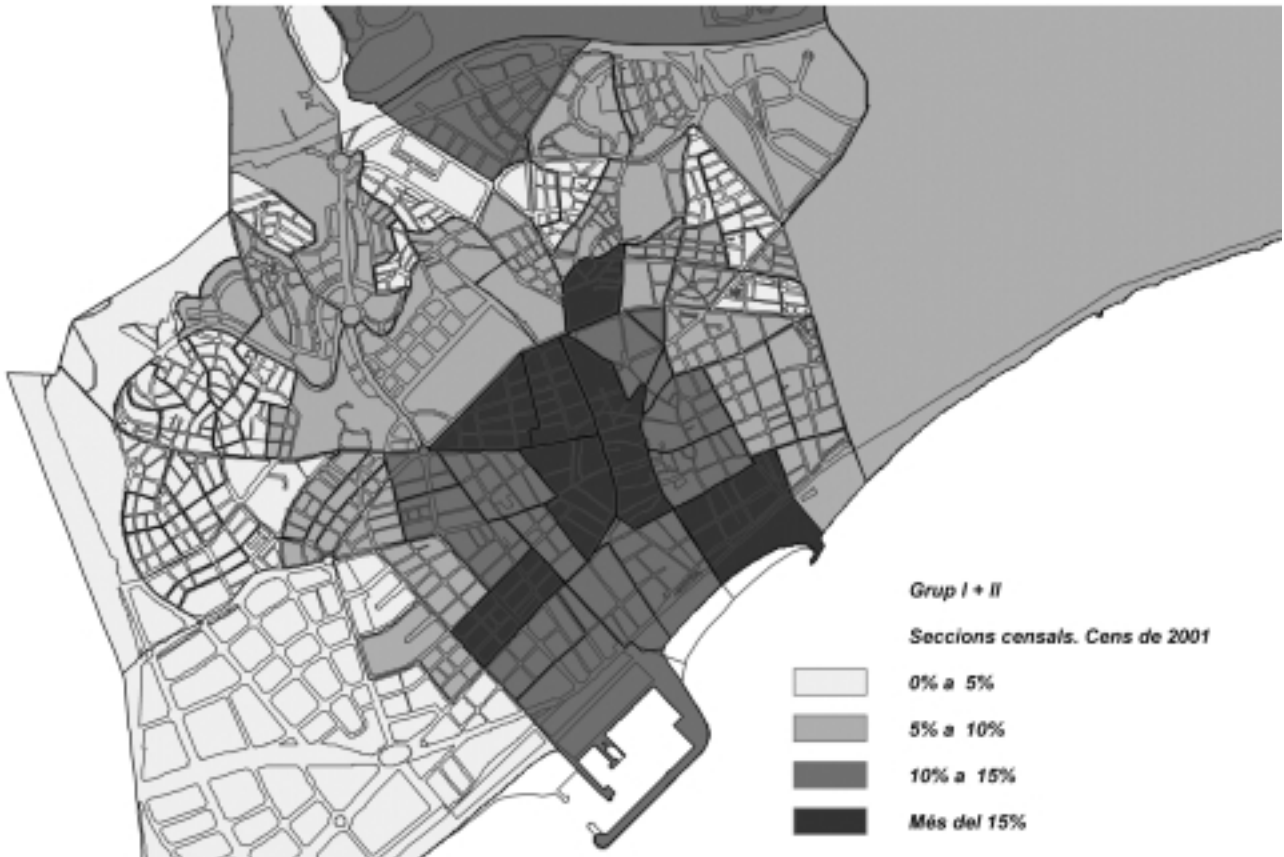 Grup I + II
Seccions censals. Cens de 2001
0% a 5%
5% a 10%
10% a 15%
Més del 15%